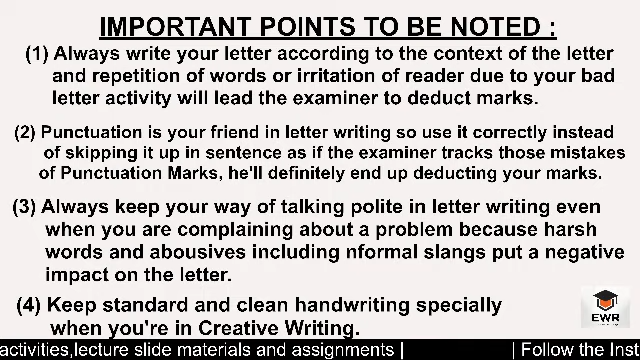 IMPORTANT POINTS TO BE NOTED :
(1) Always write your letter according to the context of the letter
and repetition of words or irritation of reader due to your bad
letter activity will lead the examiner to deduct marks.
(2) Punctuation is your friend in letter writing so use it correctly instead
of skipping it up in sentence as if the examiner tracks those mistakes
of Punctuation Marks, he'll definitely end up deducting your marks.
(3) Always keep your way of talking polite in letter writing even
when you are complaining about a problem because harsh
words and abousives including nformal slangs put a negative
impact on the letter.
(4) Keep standard and clean handwriting specially
when you're in Creative Writing.
EWR
activities,lecture slide materials and assignments | | Follow the Inst